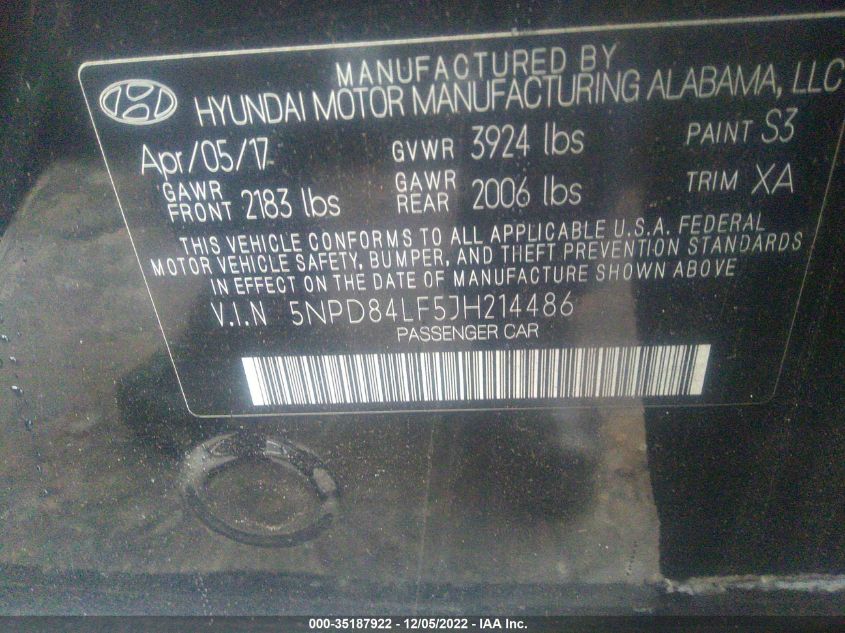 MANUFACTURED BY
HYUNDAI MOTOR MANUFACTURING ALABAMA, LLC
Apr/05/17 GVWR 3924 lbs PAINT S3
GAWR FRONT 2183 lbs GAWR REAR 2006 lbs TRIM XA
THIS VEHICLE CONFORMS TO ALL APPLICABLE U.S.A. FEDERAL
MOTOR VEHICLE SAFETY, BUMPER, AND THEFT PREVENTION STANDARDS
IN EFFECT ON THE DATE OF MANUFACTURE SHOWN ABOVE
V.I.N 5NPD84LF5JH214486
PASSENGER CAR
000-35187922 - 12/05/2022 - IAA Inc.